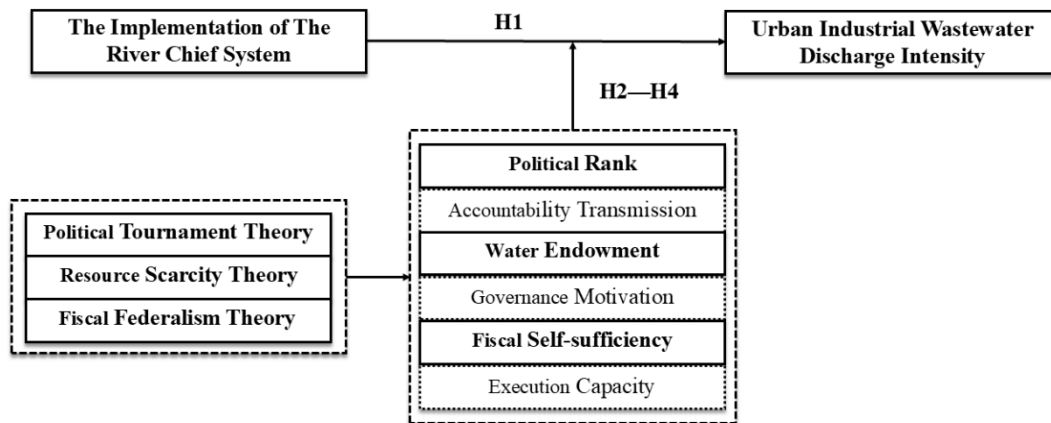 The Implementation of The
River Chief System
H1
Urban Industrial Wastewater
Discharge Intensity
H2—H4
Political Rank
Accountability Transmission
Water Endowment
Governance Motivation
Fiscal Self-sufficiency
Execution Capacity
Political Tournament Theory
Resource Scarcity Theory
Fiscal Federalism Theory